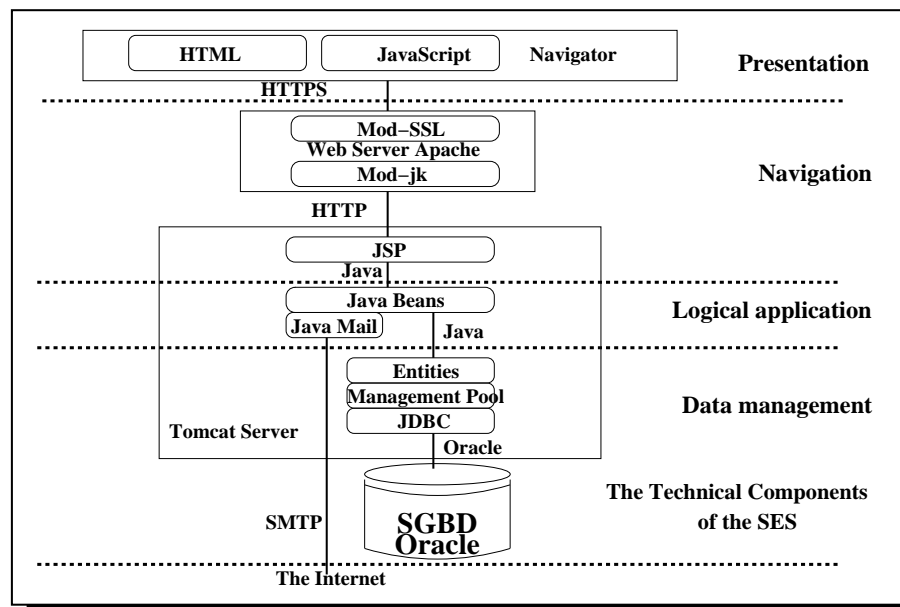 HTML
JavaScript
Navigator
Presentation
HTTPS
Mod−SSL
Web Server Apache
Mod−jk
Navigation
HTTP
JSP
Java
Java Beans
Java Mail
Java
Logical application
Entities
Management Pool
JDBC
Data management
Tomcat Server
Oracle
SGBD
Oracle
SMTP
The Technical Components
of the SES
The Internet